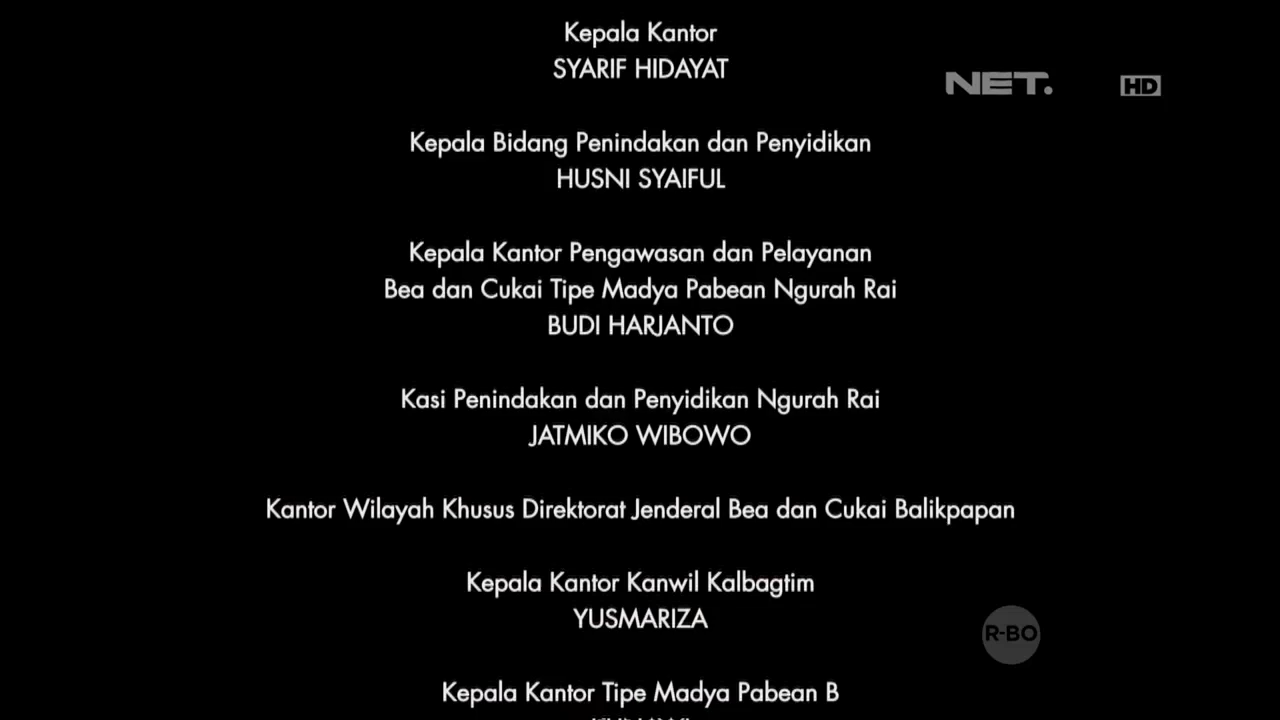 Kepala Kantor
SYARIF HIDAYAT
NET.
HD
Kepala Bidang Penindakan dan Penyidikan
HUSNI SYAIFUL
Kepala Kantor Pengawasan dan Pelayanan
Bea dan Cukai Tipe Madya Pabean Ngurah Rai
BUDI HARJANTO
Kasi Penindakan dan Penyidikan Ngurah Rai
JATMIKO WIBOWO
Kantor Wilayah Khusus Direktorat Jenderal Bea dan Cukai Balikpapan
Kepala Kantor Kanwil Kalbagtim
YUSMARIZA
R-BO
Kepala Kantor Tipe Madya Pabean B